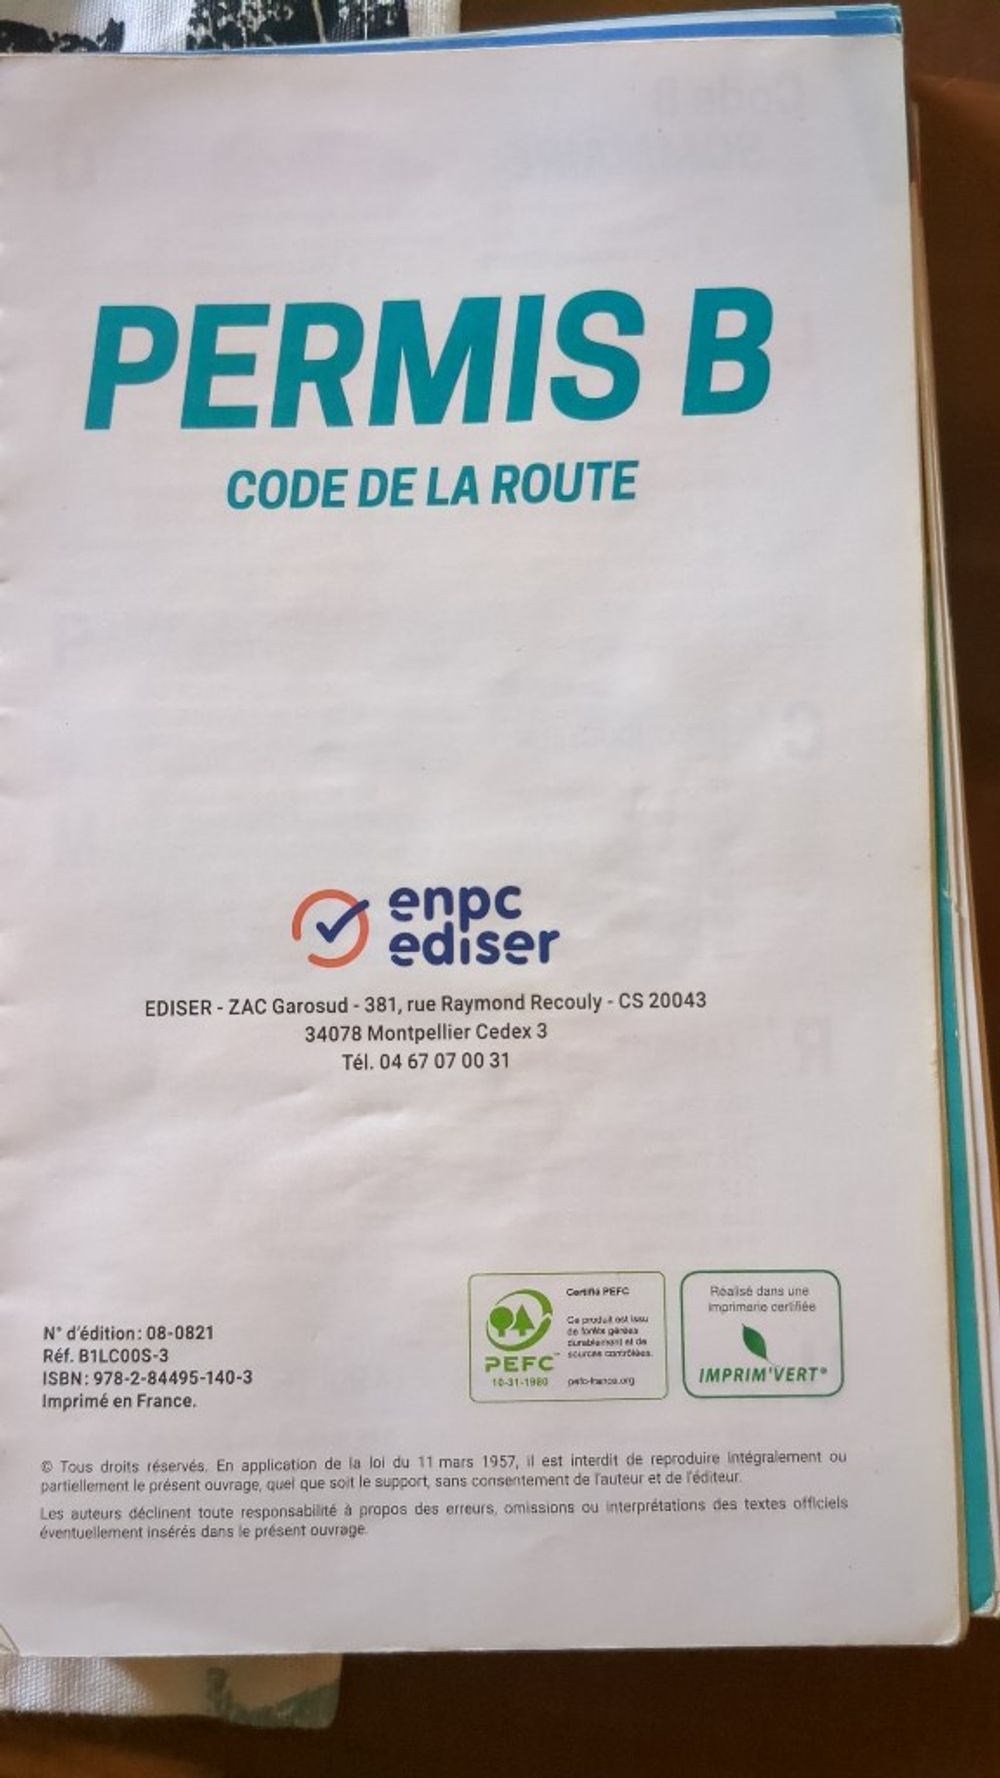 PERMIS B
CODE DE LA ROUTE
enpc
ediser
EDISER - ZAC Garosud - 381, rue Raymond Recouly - CS 20043
34078 Montpellier Cedex 3
Tél. 04 67 07 00 31
N° d'édition : 08-0821
Réf. B1LC00S-3
ISBN : 978-2-84495-140-3
Imprimé en France.
PEFC™
10-31-1980
Certifié PEFC
Ce produit est issu
de forêts gérées
durablement et de
sources contrôlées.
pefc-france.org
Réalisé dans une
imprimerie certifiée
IMPRIM'VERT®
© Tous droits réservés. En application de la loi du 11 mars 1957, il est interdit de reproduire intégralement ou
partiellement le présent ouvrage, quel que soit le support, sans consentement de l'auteur et de l'éditeur.
Les auteurs déclinent toute responsabilité à propos des erreurs, omissions ou interprétations des textes officiels
éventuellement insérés dans le présent ouvrage.